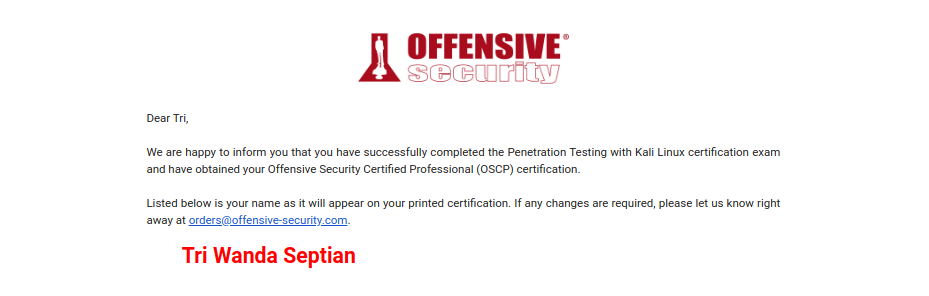 OFFENSIVE®
security
Dear Tri,
We are happy to inform you that you have successfully completed the Penetration Testing with Kali Linux certification exam
and have obtained your Offensive Security Certified Professional (OSCP) certification.
Listed below is your name as it will appear on your printed certification. If any changes are required, please let us know right
away at orders@offensive-security.com.
Tri Wanda Septian